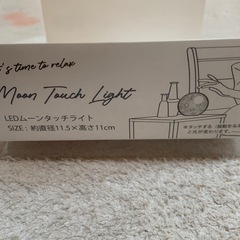 's time to relax
Moon Touch Light
LEDムーンタッチライト
SIZE：約直径11.5×高さ11cm